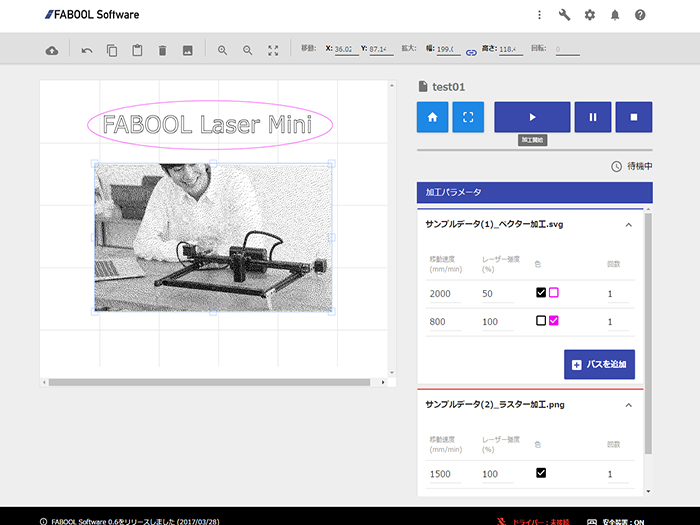 FABOOL Software
移動: X: 36.02 Y: 87.14 拡大: 幅: 199.0 高さ: 118.4 回転: 0
test01
FABOOL Laser Mini
加工開始
待機中
加工パラメータ
サンプルデータ(1)_ベクター加工.svg
移動速度 レーザー強度 色 回数
(mm/min) (%)
2000 50 1
800 100 1
パスを追加
サンプルデータ(2)_ラスター加工.png
移動速度 レーザー強度 色 回数
(mm/min) (%)
1500 100 1
FABOOL Software 0.6をリリースしました (2017/03/28) ドライバー：未接続 安全装置：ON